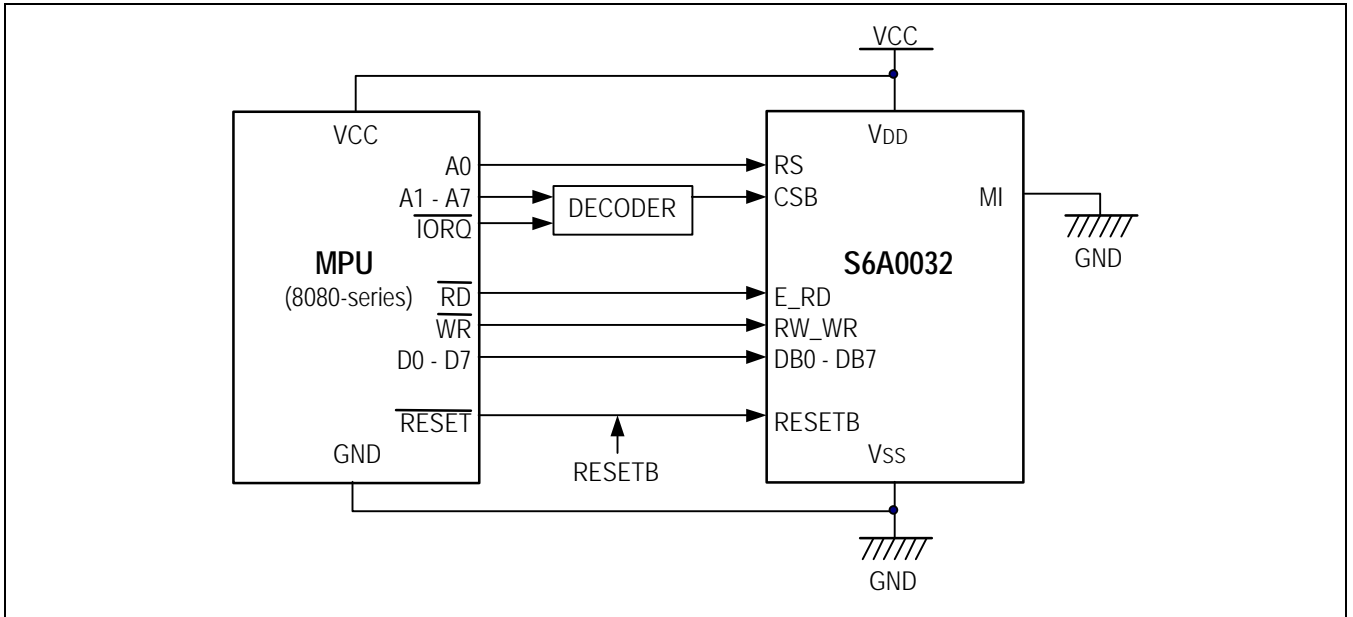 VCC
VCC
VDD
A0
RS
A1 - A7
DECODER
CSB
MI
IORQ
GND
MPU
S6A0032
(8080-series)
RD
E_RD
WR
RW_WR
D0 - D7
DB0 - DB7
RESET
RESETB
GND
RESETB
VSS
GND